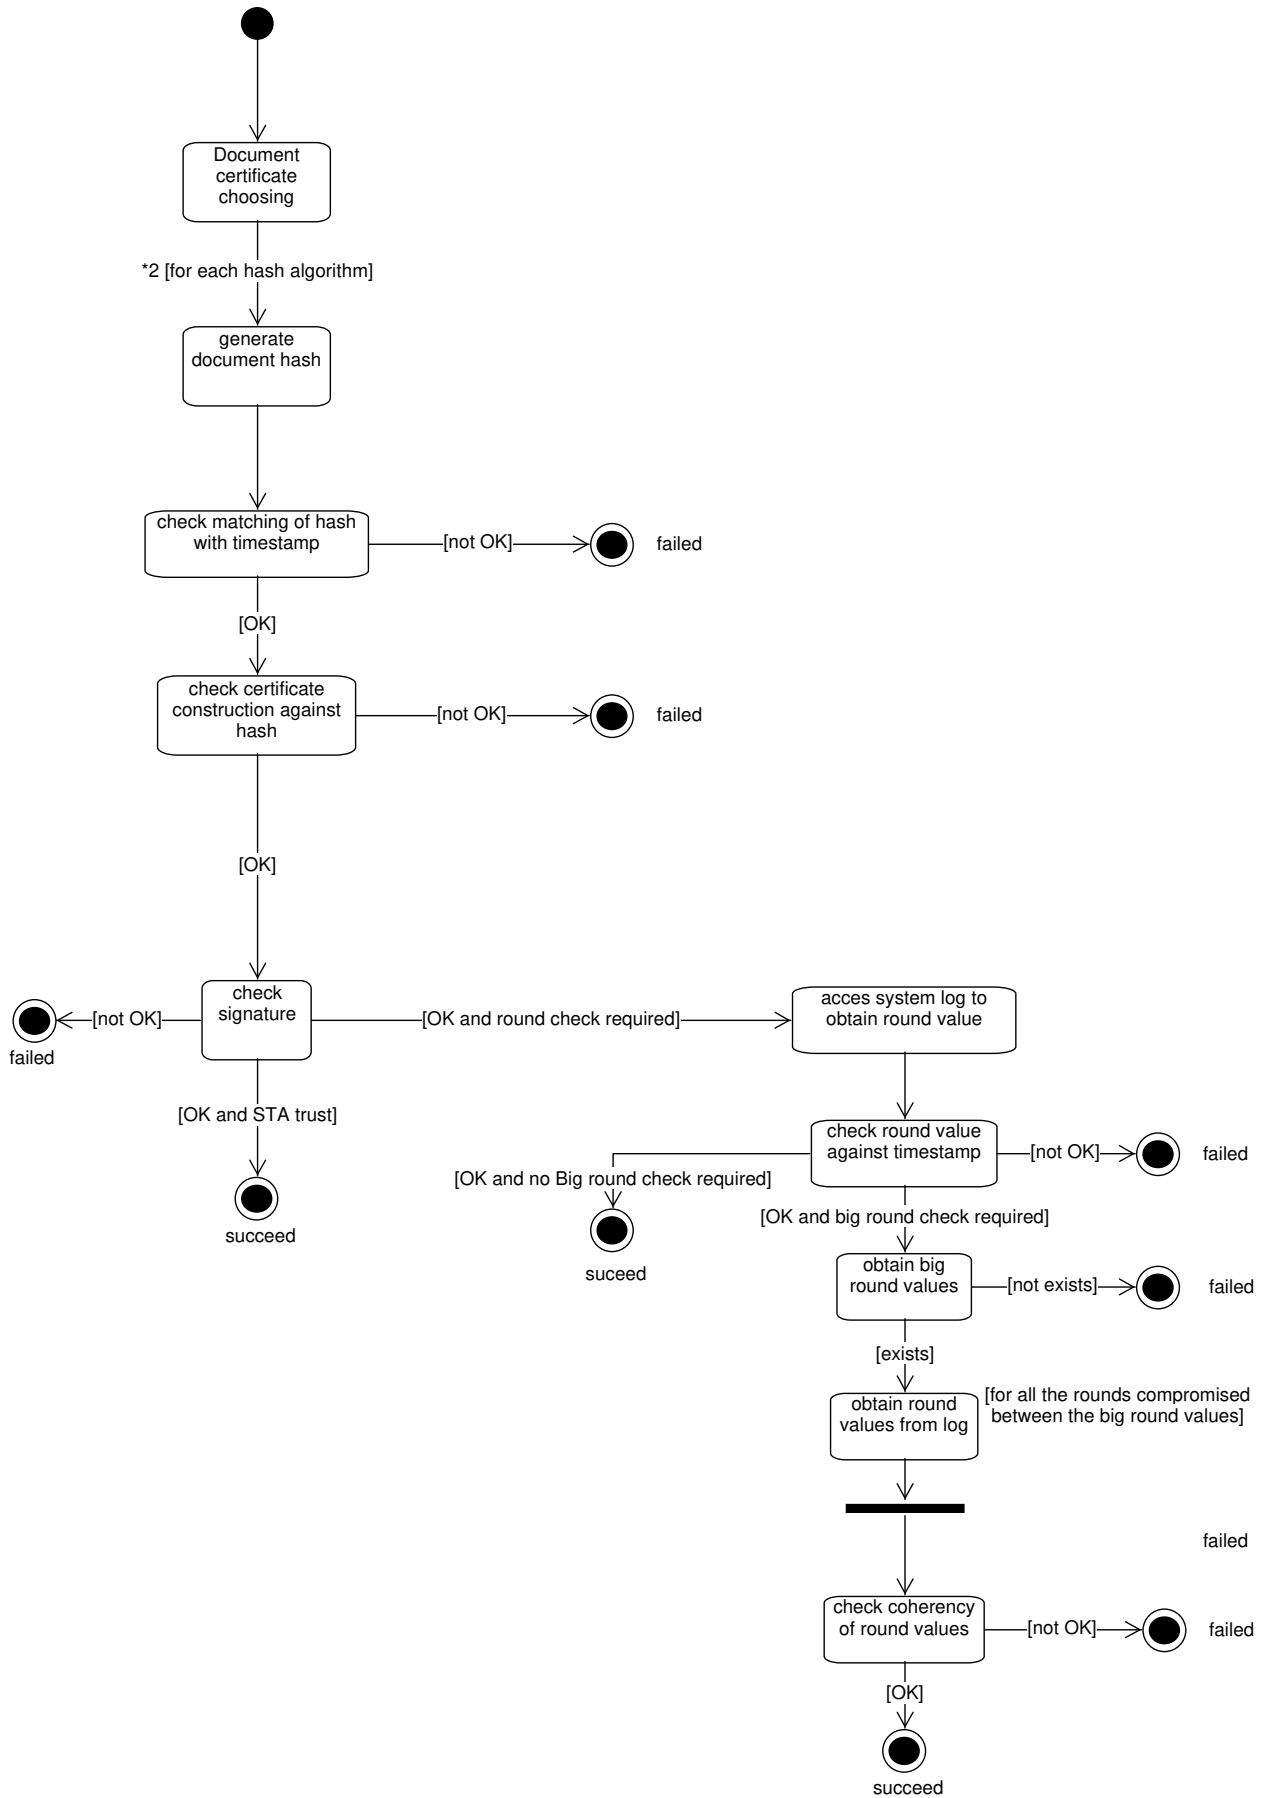 Document
certificate
choosing
*2 [for each hash algorithm]
generate
document hash
check matching of hash
with timestamp
[not OK]
failed
[OK]
check certificate
construction against
hash
[not OK]
failed
[OK]
check
signature
[not OK]
failed
[OK and round check required]
acces system log to
obtain round value
[OK and STA trust]
succeed
check round value
against timestamp
[not OK]
failed
[OK and no Big round check required]
suceed
[OK and big round check required]
obtain big
round values
[not exists]
failed
[exists]
obtain round
values from log
[for all the rounds compromised
between the big round values]
failed
check coherency
of round values
[not OK]
failed
[OK]
succeed